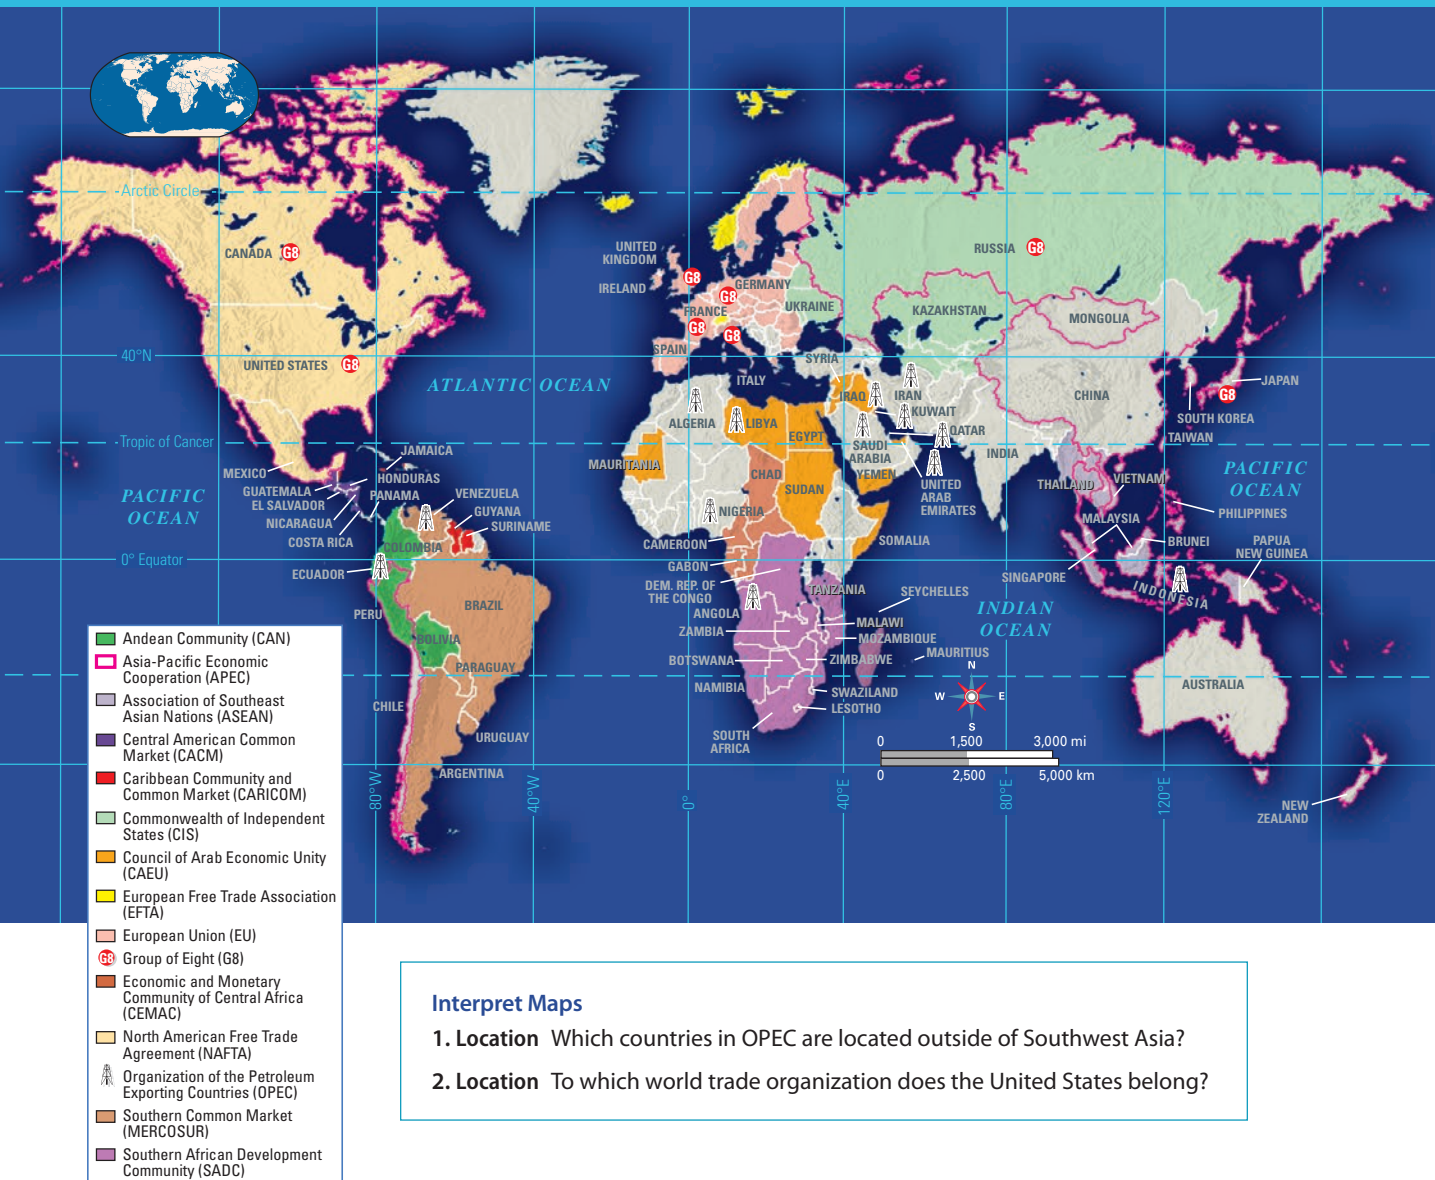 Arctic Circle
CANADA
G8
UNITED STATES
G8
40°N
ATLANTIC OCEAN
Tropic of Cancer
MEXICO
PACIFIC
OCEAN
JAMAICA
HONDURAS
GUATEMALA
EL SALVADOR
PANAMA
NICARAGUA
COSTA RICA
VENEZUELA
GUYANA
SURINAME
COLOMBIA
0° Equator
ECUADOR
PERU
BRAZIL
BOLIVIA
PARAGUAY
CHILE
URUGUAY
ARGENTINA
UNITED
KINGDOM
IRELAND
G8
G8
GERMANY
FRANCE
G8
G8
UKRAINE
SPAIN
ITALY
RUSSIA
G8
KAZAKHSTAN
MONGOLIA
SYRIA
IRAQ
IRAN
KUWAIT
QATAR
SAUDI
ARABIA
YEMEN
UNITED
ARAB
EMIRATES
INDIA
CHINA
JAPAN
G8
SOUTH KOREA
TAIWAN
THAILAND
VIETNAM
PACIFIC
OCEAN
PHILIPPINES
MALAYSIA
BRUNEI
PAPUA
NEW GUINEA
SINGAPORE
INDONESIA
ALGERIA
LIBYA
EGYPT
MAURITANIA
CHAD
SUDAN
NIGERIA
CAMEROON
GABON
DEM. REP. OF
THE CONGO
SOMALIA
TANZANIA
SEYCHELLES
ANGOLA
ZAMBIA
MALAWI
MOZAMBIQUE
BOTSWANA
ZIMBABWE
MAURITIUS
NAMIBIA
SWAZILAND
LESOTHO
SOUTH
AFRICA
INDIAN
OCEAN
N
W
E
S
AUSTRALIA
NEW
ZEALAND
0
1,500
3,000 mi
0
2,500
5,000 km
80°W
40°W
0°
40°E
80°E
120°E
Andean Community (CAN)
Asia-Pacific Economic
Cooperation (APEC)
Association of Southeast
Asian Nations (ASEAN)
Central American Common
Market (CACM)
Caribbean Community and
Common Market (CARICOM)
Commonwealth of Independent
States (CIS)
Council of Arab Economic Unity
(CAEU)
European Free Trade Association
(EFTA)
European Union (EU)
G8 Group of Eight (G8)
Economic and Monetary
Community of Central Africa
(CEMAC)
North American Free Trade
Agreement (NAFTA)
Organization of the Petroleum
Exporting Countries (OPEC)
Southern Common Market
(MERCOSUR)
Southern African Development
Community (SADC)
Interpret Maps
1. Location Which countries in OPEC are located outside of Southwest Asia?
2. Location To which world trade organization does the United States belong?